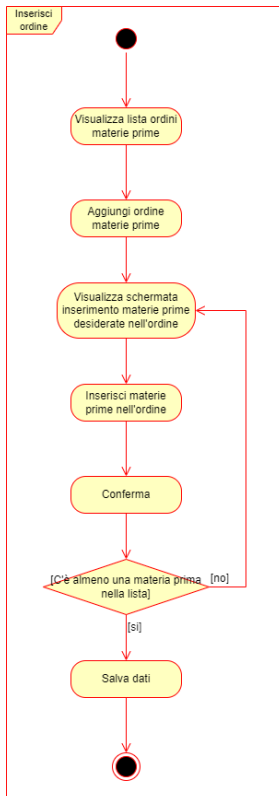 Inserisci
ordine
Visualizza lista ordini
materie prime
Aggiungi ordine
materie prime
Visualizza schermata
inserimento materie prime
desiderate nell'ordine
Inserisci materie
prime nell'ordine
Conferma
[C'è almeno una materia prima
nella lista]
[no]
[si]
Salva dati